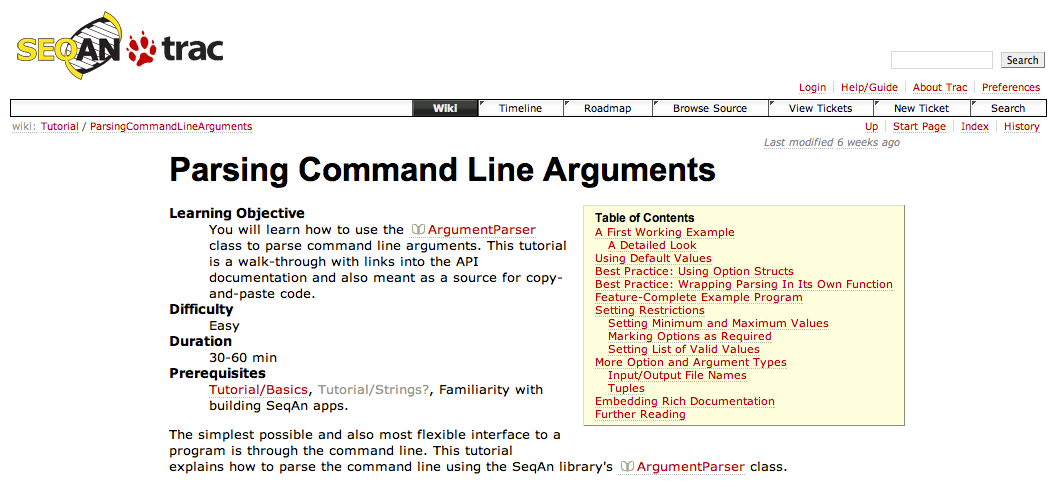 SEQAN trac
Search
Login Help/Guide About Trac Preferences
Wiki Timeline Roadmap Browse Source View Tickets New Ticket Search
wiki: Tutorial / ParsingCommandLineArguments
Up Start Page Index History
Last modified 6 weeks ago
Parsing Command Line Arguments
Learning Objective
You will learn how to use the ArgumentParser
class to parse command line arguments. This tutorial
is a walk-through with links into the API
documentation and also meant as a source for copy-
and-paste code.
Difficulty
Easy
Duration
30-60 min
Prerequisites
Tutorial/Basics, Tutorial/Strings?, Familiarity with
building SeqAn apps.
Table of Contents
A First Working Example
A Detailed Look
Using Default Values
Best Practice: Using Option Structs
Best Practice: Wrapping Parsing In Its Own Function
Feature-Complete Example Program
Setting Restrictions
Setting Minimum and Maximum Values
Marking Options as Required
Setting List of Valid Values
More Option and Argument Types
Input/Output File Names
Tuples
Embedding Rich Documentation
Further Reading
The simplest possible and also most flexible interface to a
program is through the command line. This tutorial
explains how to parse the command line using the SeqAn library's ArgumentParser class.